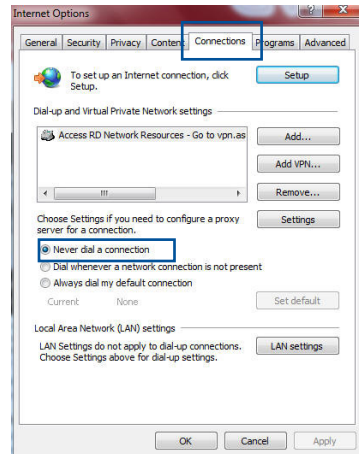 Internet Options
General Security Privacy Content Connections Programs Advanced
To set up an Internet connection, click
Setup.
Setup
Dial-up and Virtual Private Network settings
Access RD Network Resources - Go to vpn.as
Add...
Add VPN...
Remove...
Choose Settings if you need to configure a proxy
server for a connection.
Settings
Never dial a connection
Dial whenever a network connection is not present
Always dial my default connection
Current None
Set default
Local Area Network (LAN) settings
LAN Settings do not apply to dial-up connections.
Choose Settings above for dial-up settings.
LAN settings
OK Cancel Apply